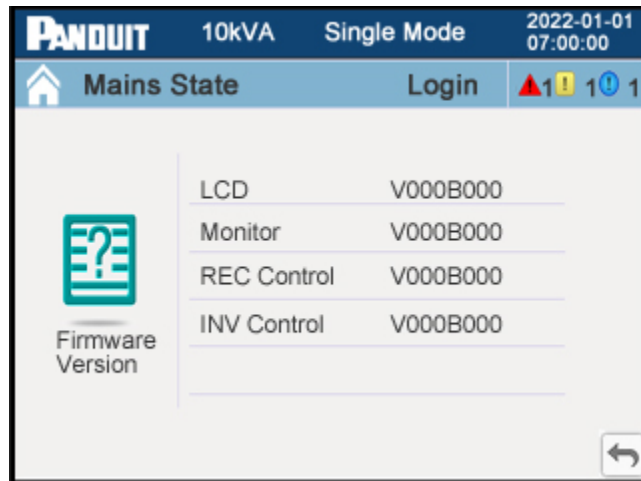 PANDUIT 10kVA Single Mode 2022-01-01
07:00:00
Mains State Login 1 1 1
LCD V000B000
Monitor V000B000
REC Control V000B000
INV Control V000B000
Firmware
Version